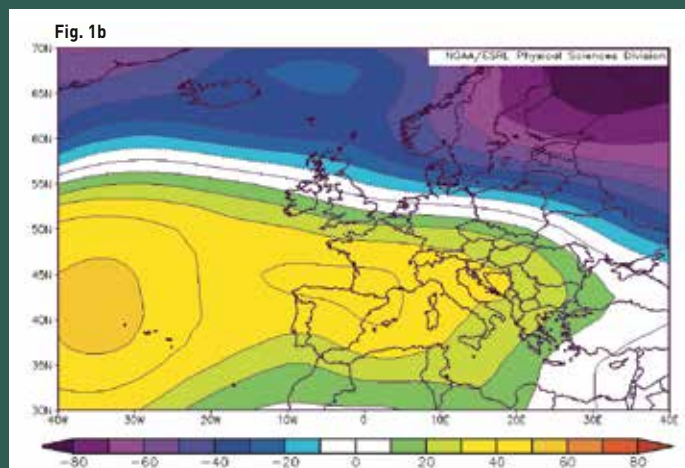 Fig. 1b
NOAA/ESRL Physical Sciences Division
70N
65N
60N
55N
50N
45N
40N
35N
30N
40W 30W 20W 10W 0 10E 20E 30E 40E
-80 -60 -40 -20 0 20 40 60 80